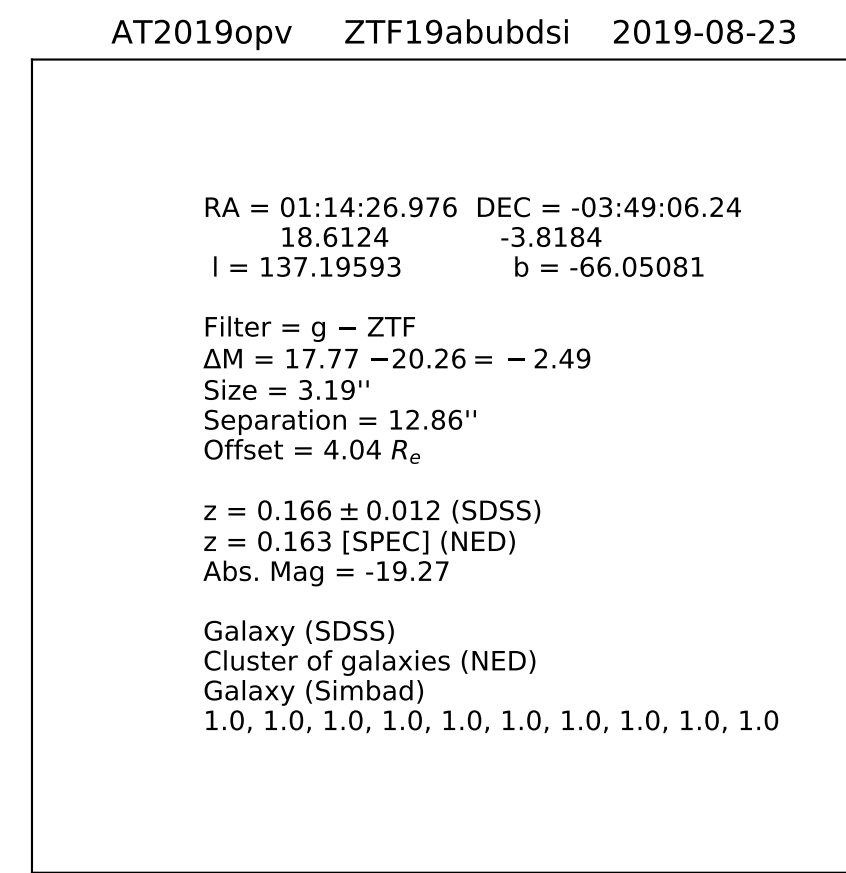 AT2019opv ZTF19abubdsi 2019-08-23
RA = 01:14:26.976 DEC = -03:49:06.24
18.6124 -3.8184
l = 137.19593 b = -66.05081
Filter = g − ZTF
ΔM = 17.77 −20.26 = − 2.49
Size = 3.19''
Separation = 12.86''
Offset = 4.04 Re
z = 0.166 ± 0.012 (SDSS)
z = 0.163 [SPEC] (NED)
Abs. Mag = -19.27
Galaxy (SDSS)
Cluster of galaxies (NED)
Galaxy (Simbad)
1.0, 1.0, 1.0, 1.0, 1.0, 1.0, 1.0, 1.0, 1.0, 1.0